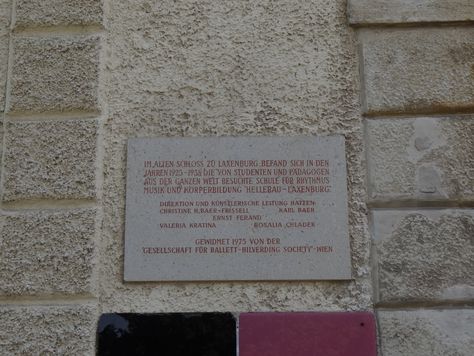 IM ALTEN SCHLOSS ZU LAXENBURG BEFAND SICH IN DEN
JAHREN 1925-1938 DIE VON STUDENTEN UND PÄDAGOGEN
AUS DER GANZEN WELT BESUCHTE SCHULE FÜR RHYTHMUS
MUSIK UND KÖRPERBILDUNG "HELLERAU-LAXENBURG"
DIREKTION UND KÜNSTLERISCHE LEITUNG HATTEN:
CHRISTINE H. BAER-FRISSELL KARL BAER
ERNST FERAND
VALERIA KRATINA ROSALIA CHLADEK
GEWIDMET 1975 VON DER
"GESELLSCHAFT FÜR BALLETT-HILVERDING SOCIETY"-WIEN